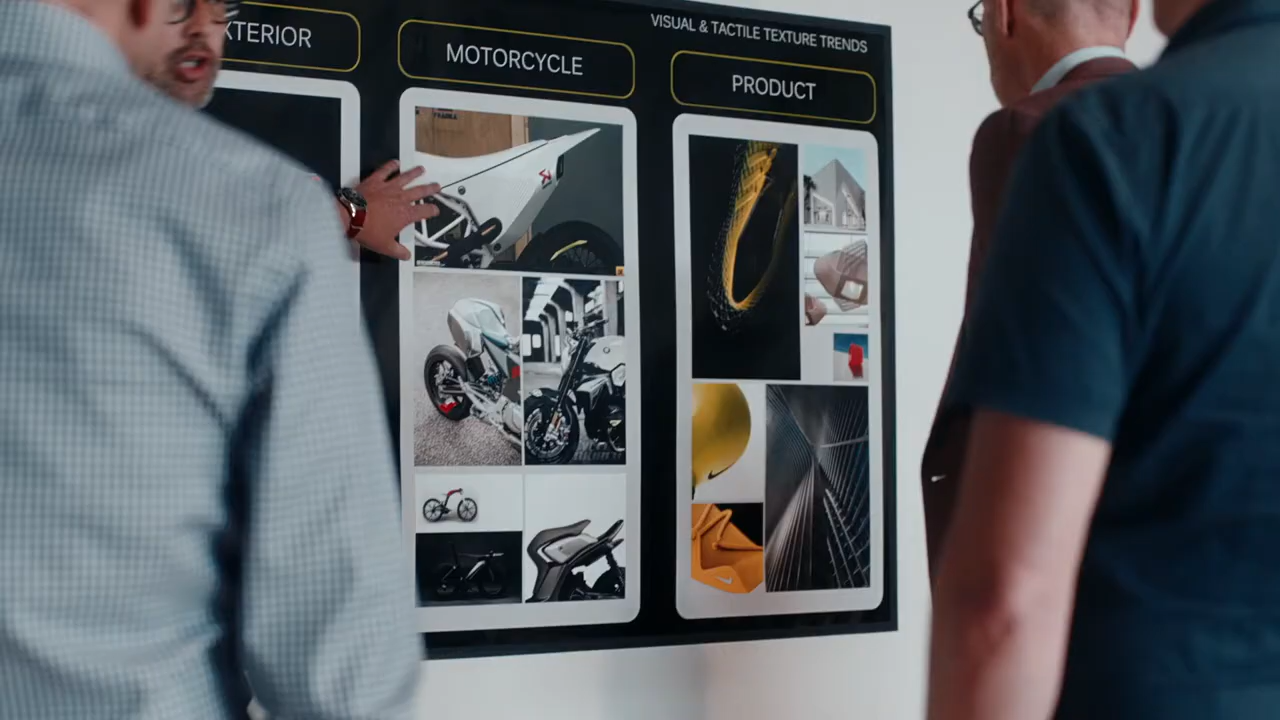 VISUAL & TACTILE TEXTURE TRENDS
XTERIOR
MOTORCYCLE
PRODUCT